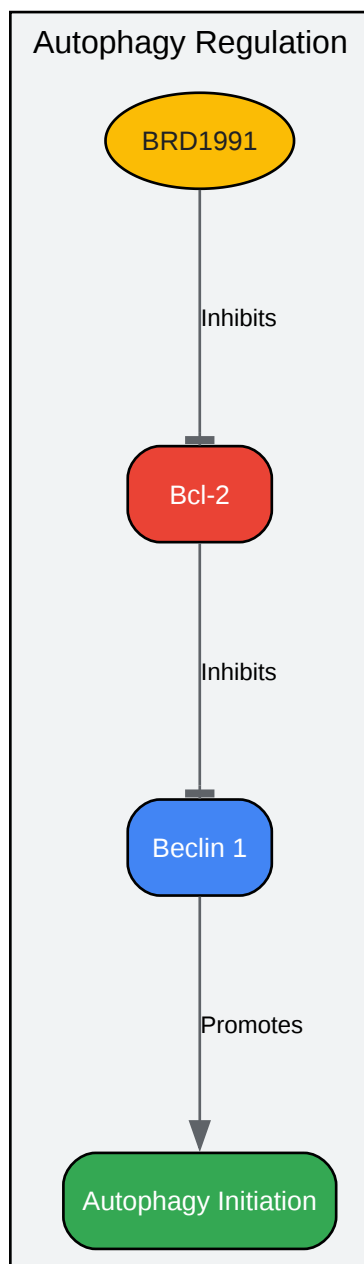 Autophagy Regulation
BRD1991
Inhibits
Bcl-2
Inhibits
Beclin 1
Promotes
Autophagy Initiation